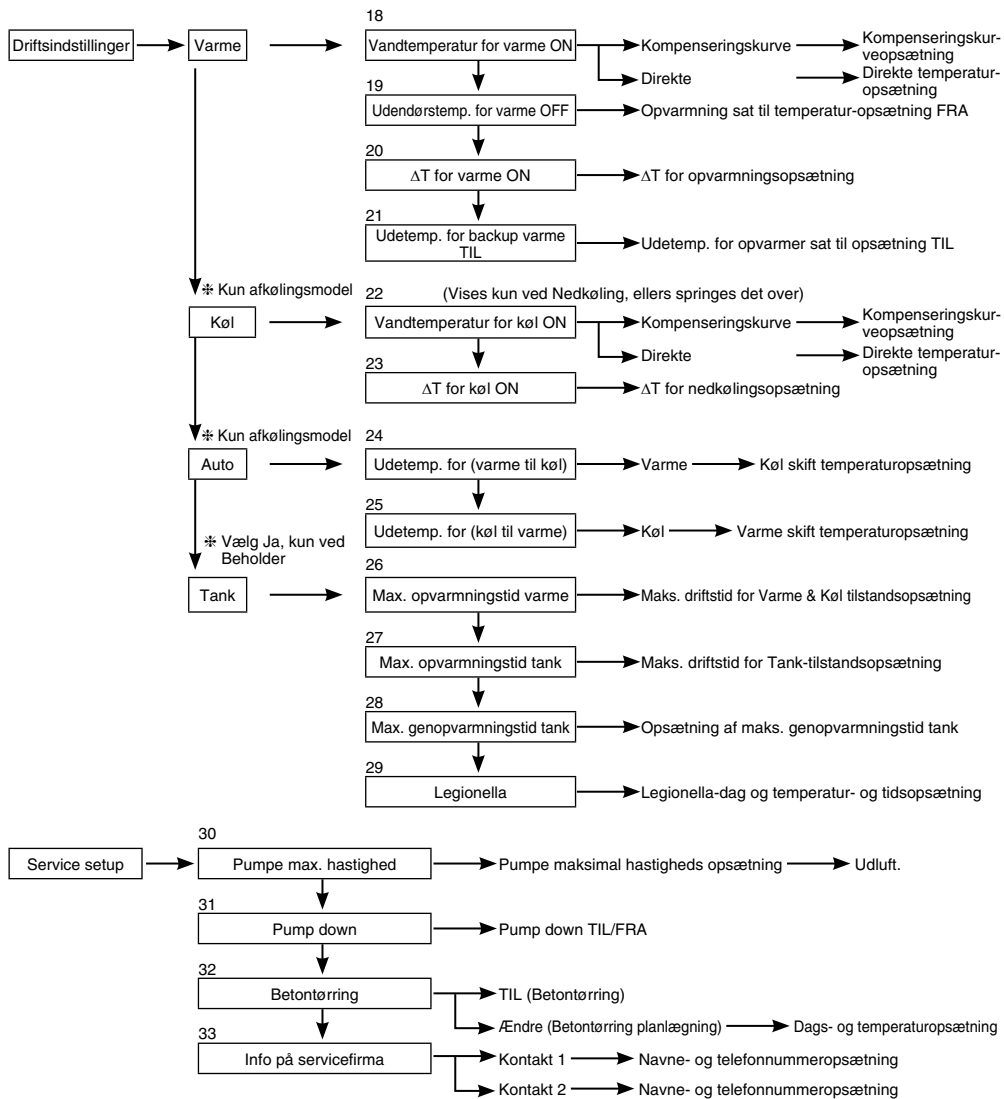 18
Driftsindstillinger
Varme
Vandtemperatur for varme ON
Kompenseringskurve
Kompenseringskur-
veopsætning
Direkte
Direkte temperatur-
opsætning
19
Udendørstemp. for varme OFF
Opvarmning sat til temperatur-opsætning FRA
20
ΔT for varme ON
ΔT for opvarmningsopsætning
21
Udetemp. for backup varme
TIL
Udetemp. for opvarmer sat til opsætning TIL
❈ Kun afkølingsmodel
22
(Vises kun ved Nedkøling, ellers springes det over)
Køl
Vandtemperatur for køl ON
Kompenseringskurve
Kompenseringskur-
veopsætning
Direkte
Direkte temperatur-
opsætning
23
ΔT for køl ON
ΔT for nedkølingsopsætning
❈ Kun afkølingsmodel
24
Auto
Udetemp. for (varme til køl)
Varme
Køl skift temperaturopsætning
25
Udetemp. for (køl til varme)
Køl
Varme skift temperaturopsætning
❈ Vælg Ja, kun ved
Beholder
26
Tank
Max. opvarmningstid varme
Maks. driftstid for Varme & Køl tilstandsopsætning
27
Max. opvarmningstid tank
Maks. driftstid for Tank-tilstandsopsætning
28
Max. genopvarmningstid tank
Opsætning af maks. genopvarmningstid tank
29
Legionella
Legionella-dag og temperatur- og tidsopsætning
30
Service setup
Pumpe max. hastighed
Pumpe maksimal hastigheds opsætning
Udluft.
31
Pump down
Pump down TIL/FRA
32
Betontørring
TIL (Betontørring)
Ændre (Betontørring planlægning)
Dags- og temperaturopsætning
33
Info på servicefirma
Kontakt 1
Navne- og telefonnummeropsætning
Kontakt 2
Navne- og telefonnummeropsætning